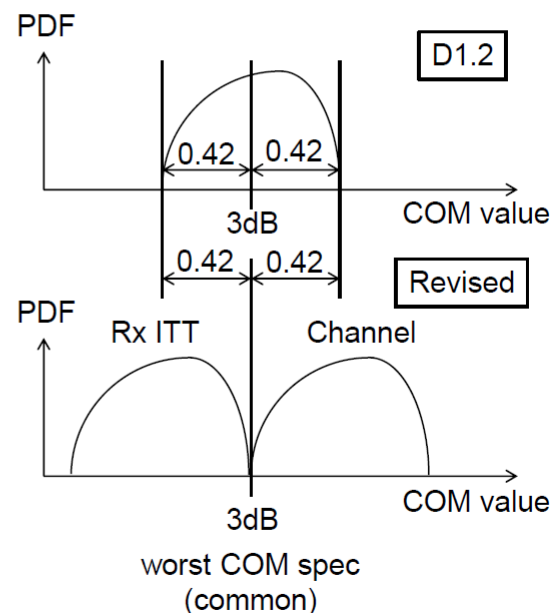 PDF
D1.2
0.42 0.42
3dB
COM value
0.42 0.42
Revised
PDF
Rx ITT
Channel
COM value
3dB
worst COM spec
(common)